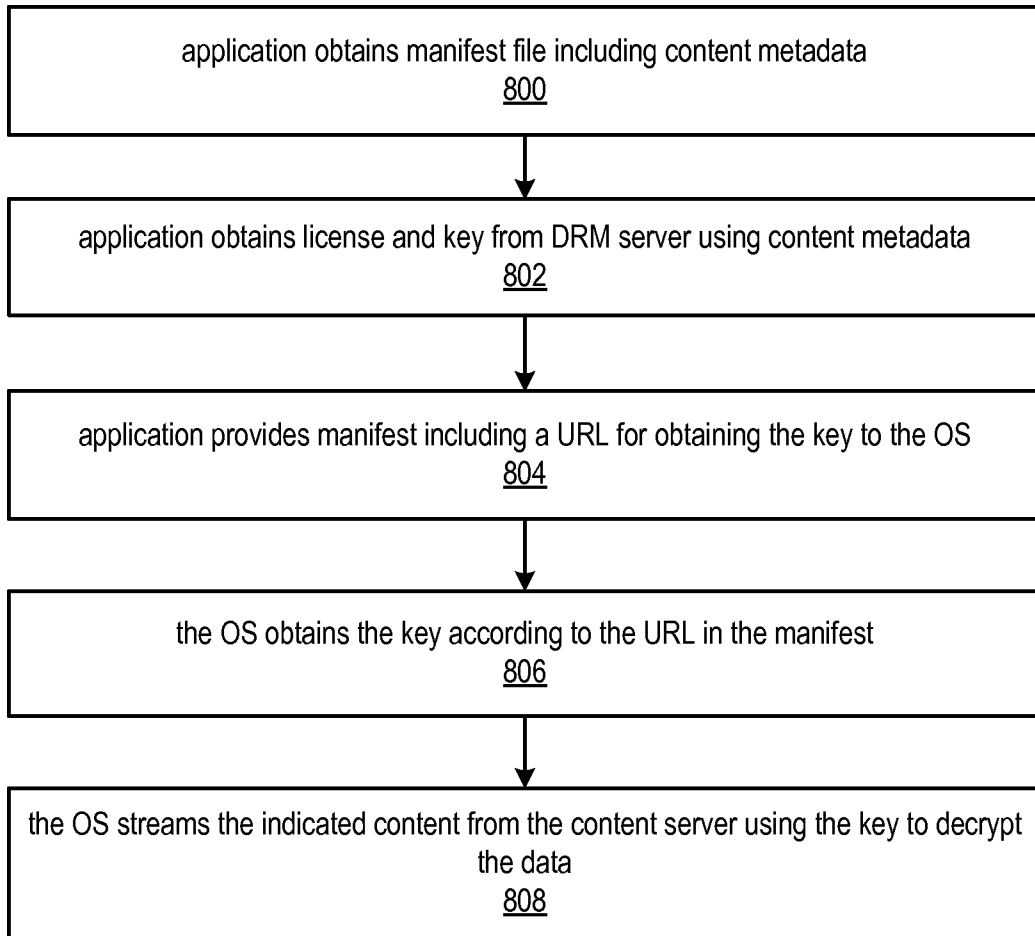 application obtains manifest file including content metadata
800
application obtains license and key from DRM server using content metadata
802
application provides manifest including a URL for obtaining the key to the OS
804
the OS obtains the key according to the URL in the manifest
806
the OS streams the indicated content from the content server using the key to decrypt
the data
808